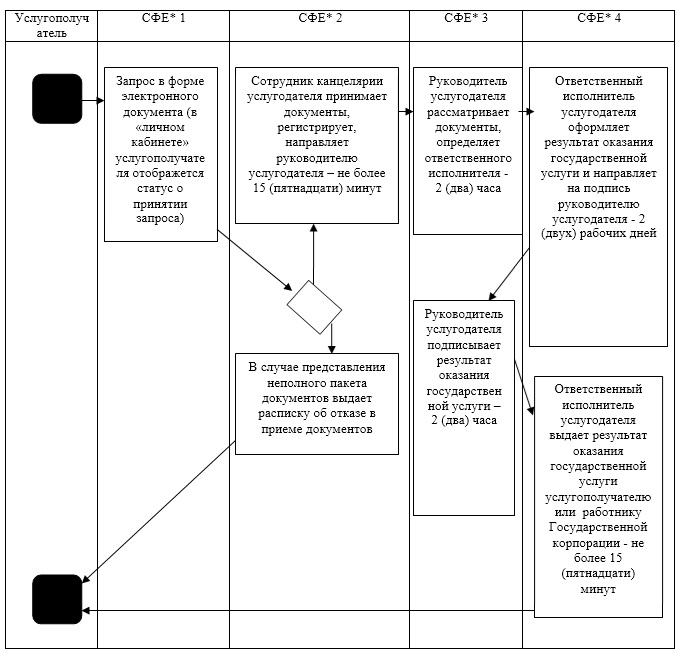 Услугополуч
атель
СФЕ* 1
СФЕ* 2
СФЕ* 3
СФЕ* 4
Запрос в форме
электронного
документа (в
«личном
кабинете»
услугополучате
ля отображется
статус о
принятии
запроса)
Сотрудник канцелярии
услугодателя принимает
документы,
регистрирует,
направляет
руководителю
услугодателя – не более
15 (пятнадцати) минут
Руководитель
услугодателя
рассматривает
документы,
определяет
ответственного
исполнителя -
2 (два) часа
Ответственный
исполнитель
услугодателя
оформляет
результат оказания
государственной
услуги и направляет
на подпись
руководителю
услугодателя - 2
(двух) рабочих дней
В случае представления
неполного пакета
документов выдает
расписку об отказе в
приеме документов
Руководитель
услугодателя
подписывает
результат
оказания
государствен
ной услуги –
2 (два) часа
Ответственный
исполнитель
услугодателя
выдает результат
оказания
государственной
услуги
услугополучателю
или работнику
Государственной
корпорации - не
более 15
(пятнадцати)
минут